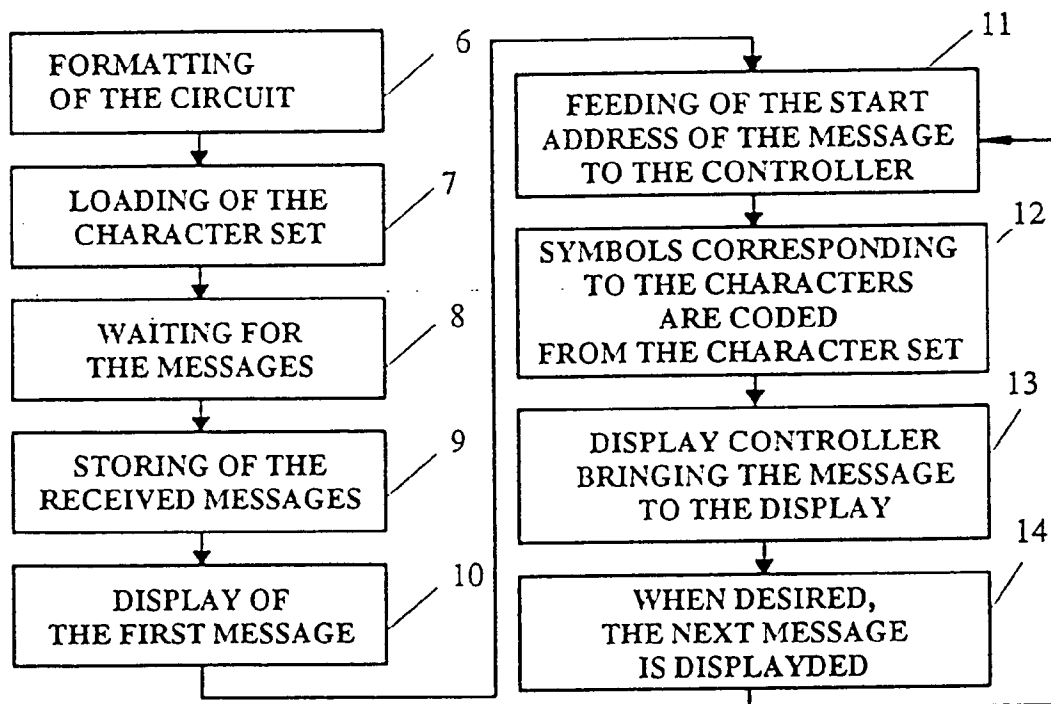 FORMATTING
OF THE CIRCUIT
6
LOADING OF THE
CHARACTER SET
7
WAITING FOR
THE MESSAGES
8
STORING OF THE
RECEIVED MESSAGES
9
DISPLAY OF
THE FIRST MESSAGE
10
FEEDING OF THE START
ADDRESS OF THE MESSAGE
TO THE CONTROLLER
11
SYMBOLS CORRESPONDING
TO THE CHARACTERS
ARE CODED
FROM THE CHARACTER SET
12
DISPLAY CONTROLLER
BRINGING THE MESSAGE
TO THE DISPLAY
13
WHEN DESIRED,
THE NEXT MESSAGE
IS DISPLAYDED
14